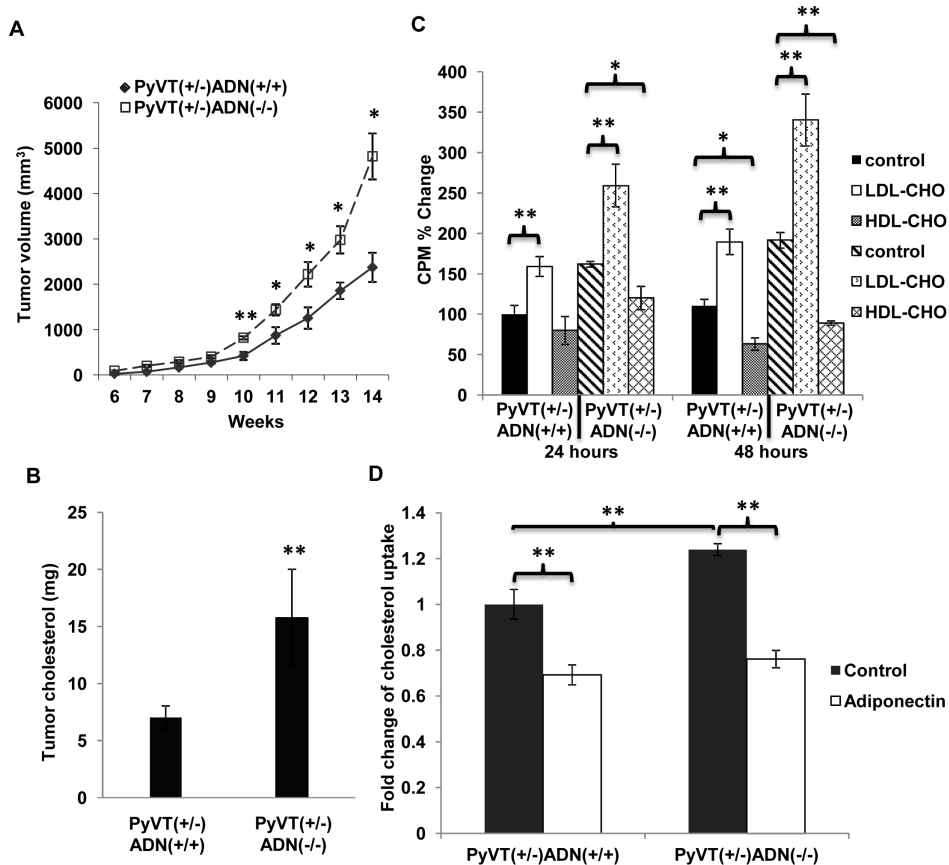 A
PyVT(+/-)ADN(+/+)
PyVT(+/-)ADN(-/-)
Tumor volume (mm³)
6000
5000
4000
3000
2000
1000
0
** * * * *
6 7 8 9 10 11 12 13 14
Weeks
B
Tumor cholesterol (mg)
25
20
15
10
5
0
**
PyVT(+/-) PyVT(+/-)
ADN(+/+) ADN(-/-)
C
CPM % Change
400
350
300
250
200
150
100
50
0
** ** * ** * ** **
control
LDL-CHO
HDL-CHO
control
LDL-CHO
HDL-CHO
PyVT(+/-) PyVT(+/-) PyVT(+/-) PyVT(+/-)
ADN(+/+) ADN(-/-) ADN(+/+) ADN(-/-)
24 hours 48 hours
D
Fold change of cholesterol uptake
1.4
1.2
1
0.8
0.6
0.4
0.2
0
** ** **
Control
Adiponectin
PyVT(+/-)ADN(+/+) PyVT(+/-)ADN(-/-)